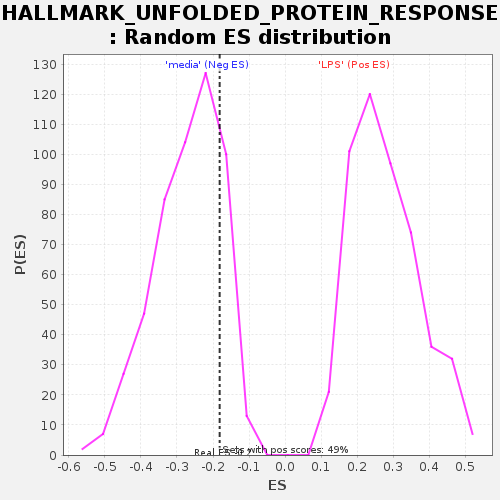 HALLMARK_UNFOLDED_PROTEIN_RESPONSE
: Random ES distribution
'media' (Neg ES)
'LPS' (Pos ES)
130
120
110
100
90
80
70
60
50
40
30
20
10
0
P(ES)
Sets with pos scores: 49%
Real ES
-0.6 -0.5 -0.4 -0.3 -0.2 -0.1 0.0 0.1 0.2 0.3 0.4 0.5
ES